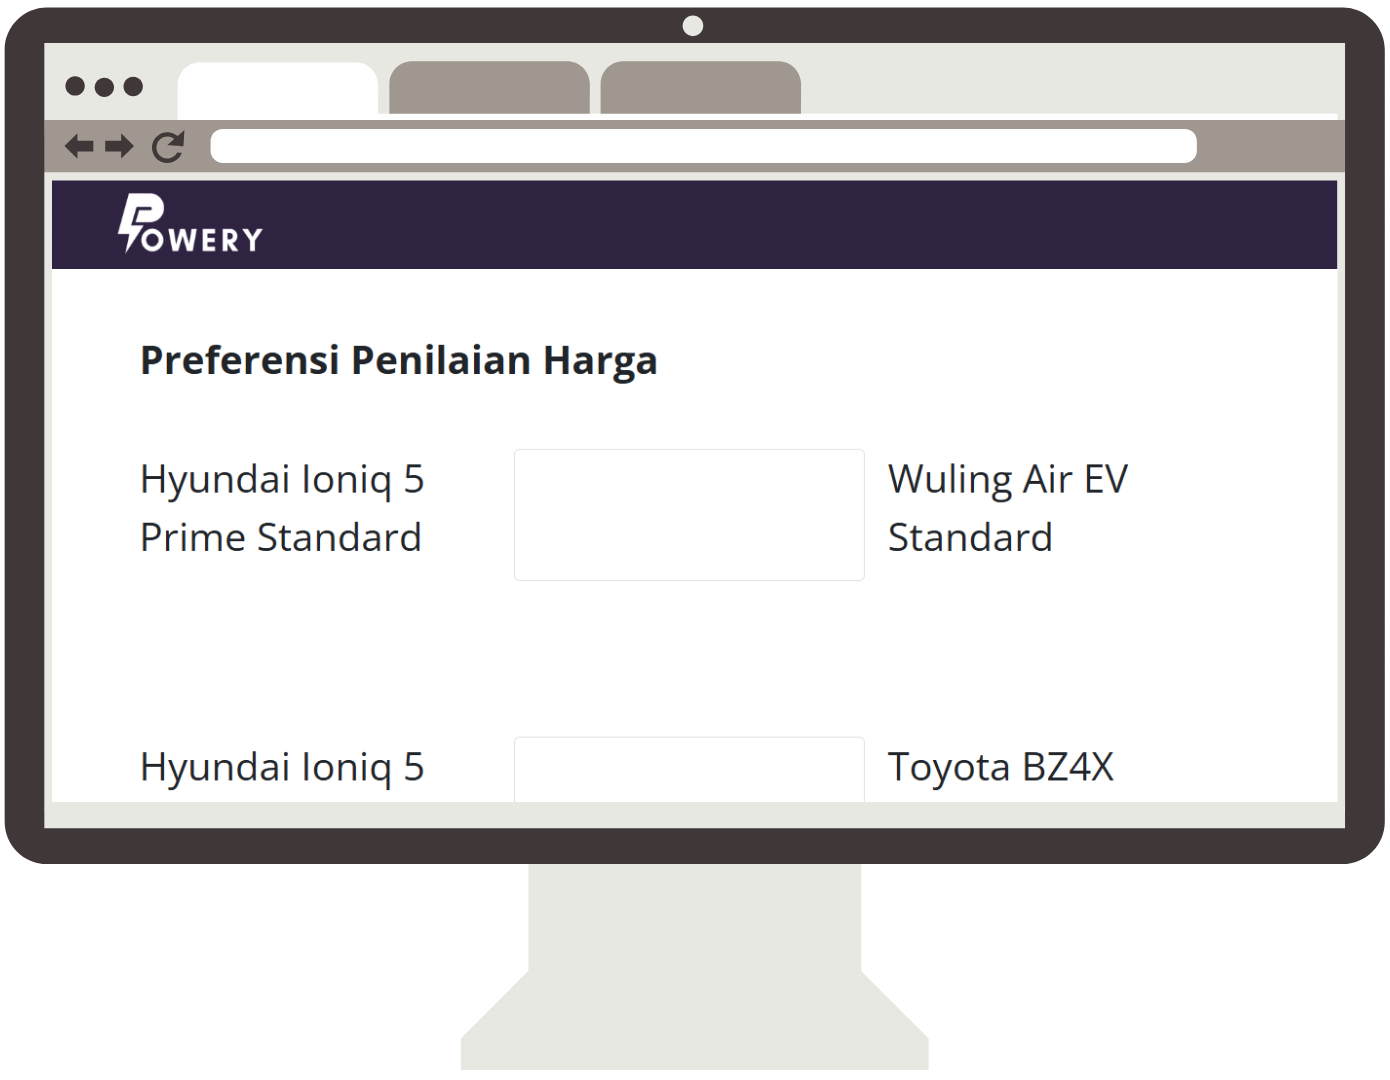 POWERY
Preferensi Penilaian Harga
Hyundai Ioniq 5
Prime Standard
Wuling Air EV
Standard
Hyundai Ioniq 5
Toyota BZ4X